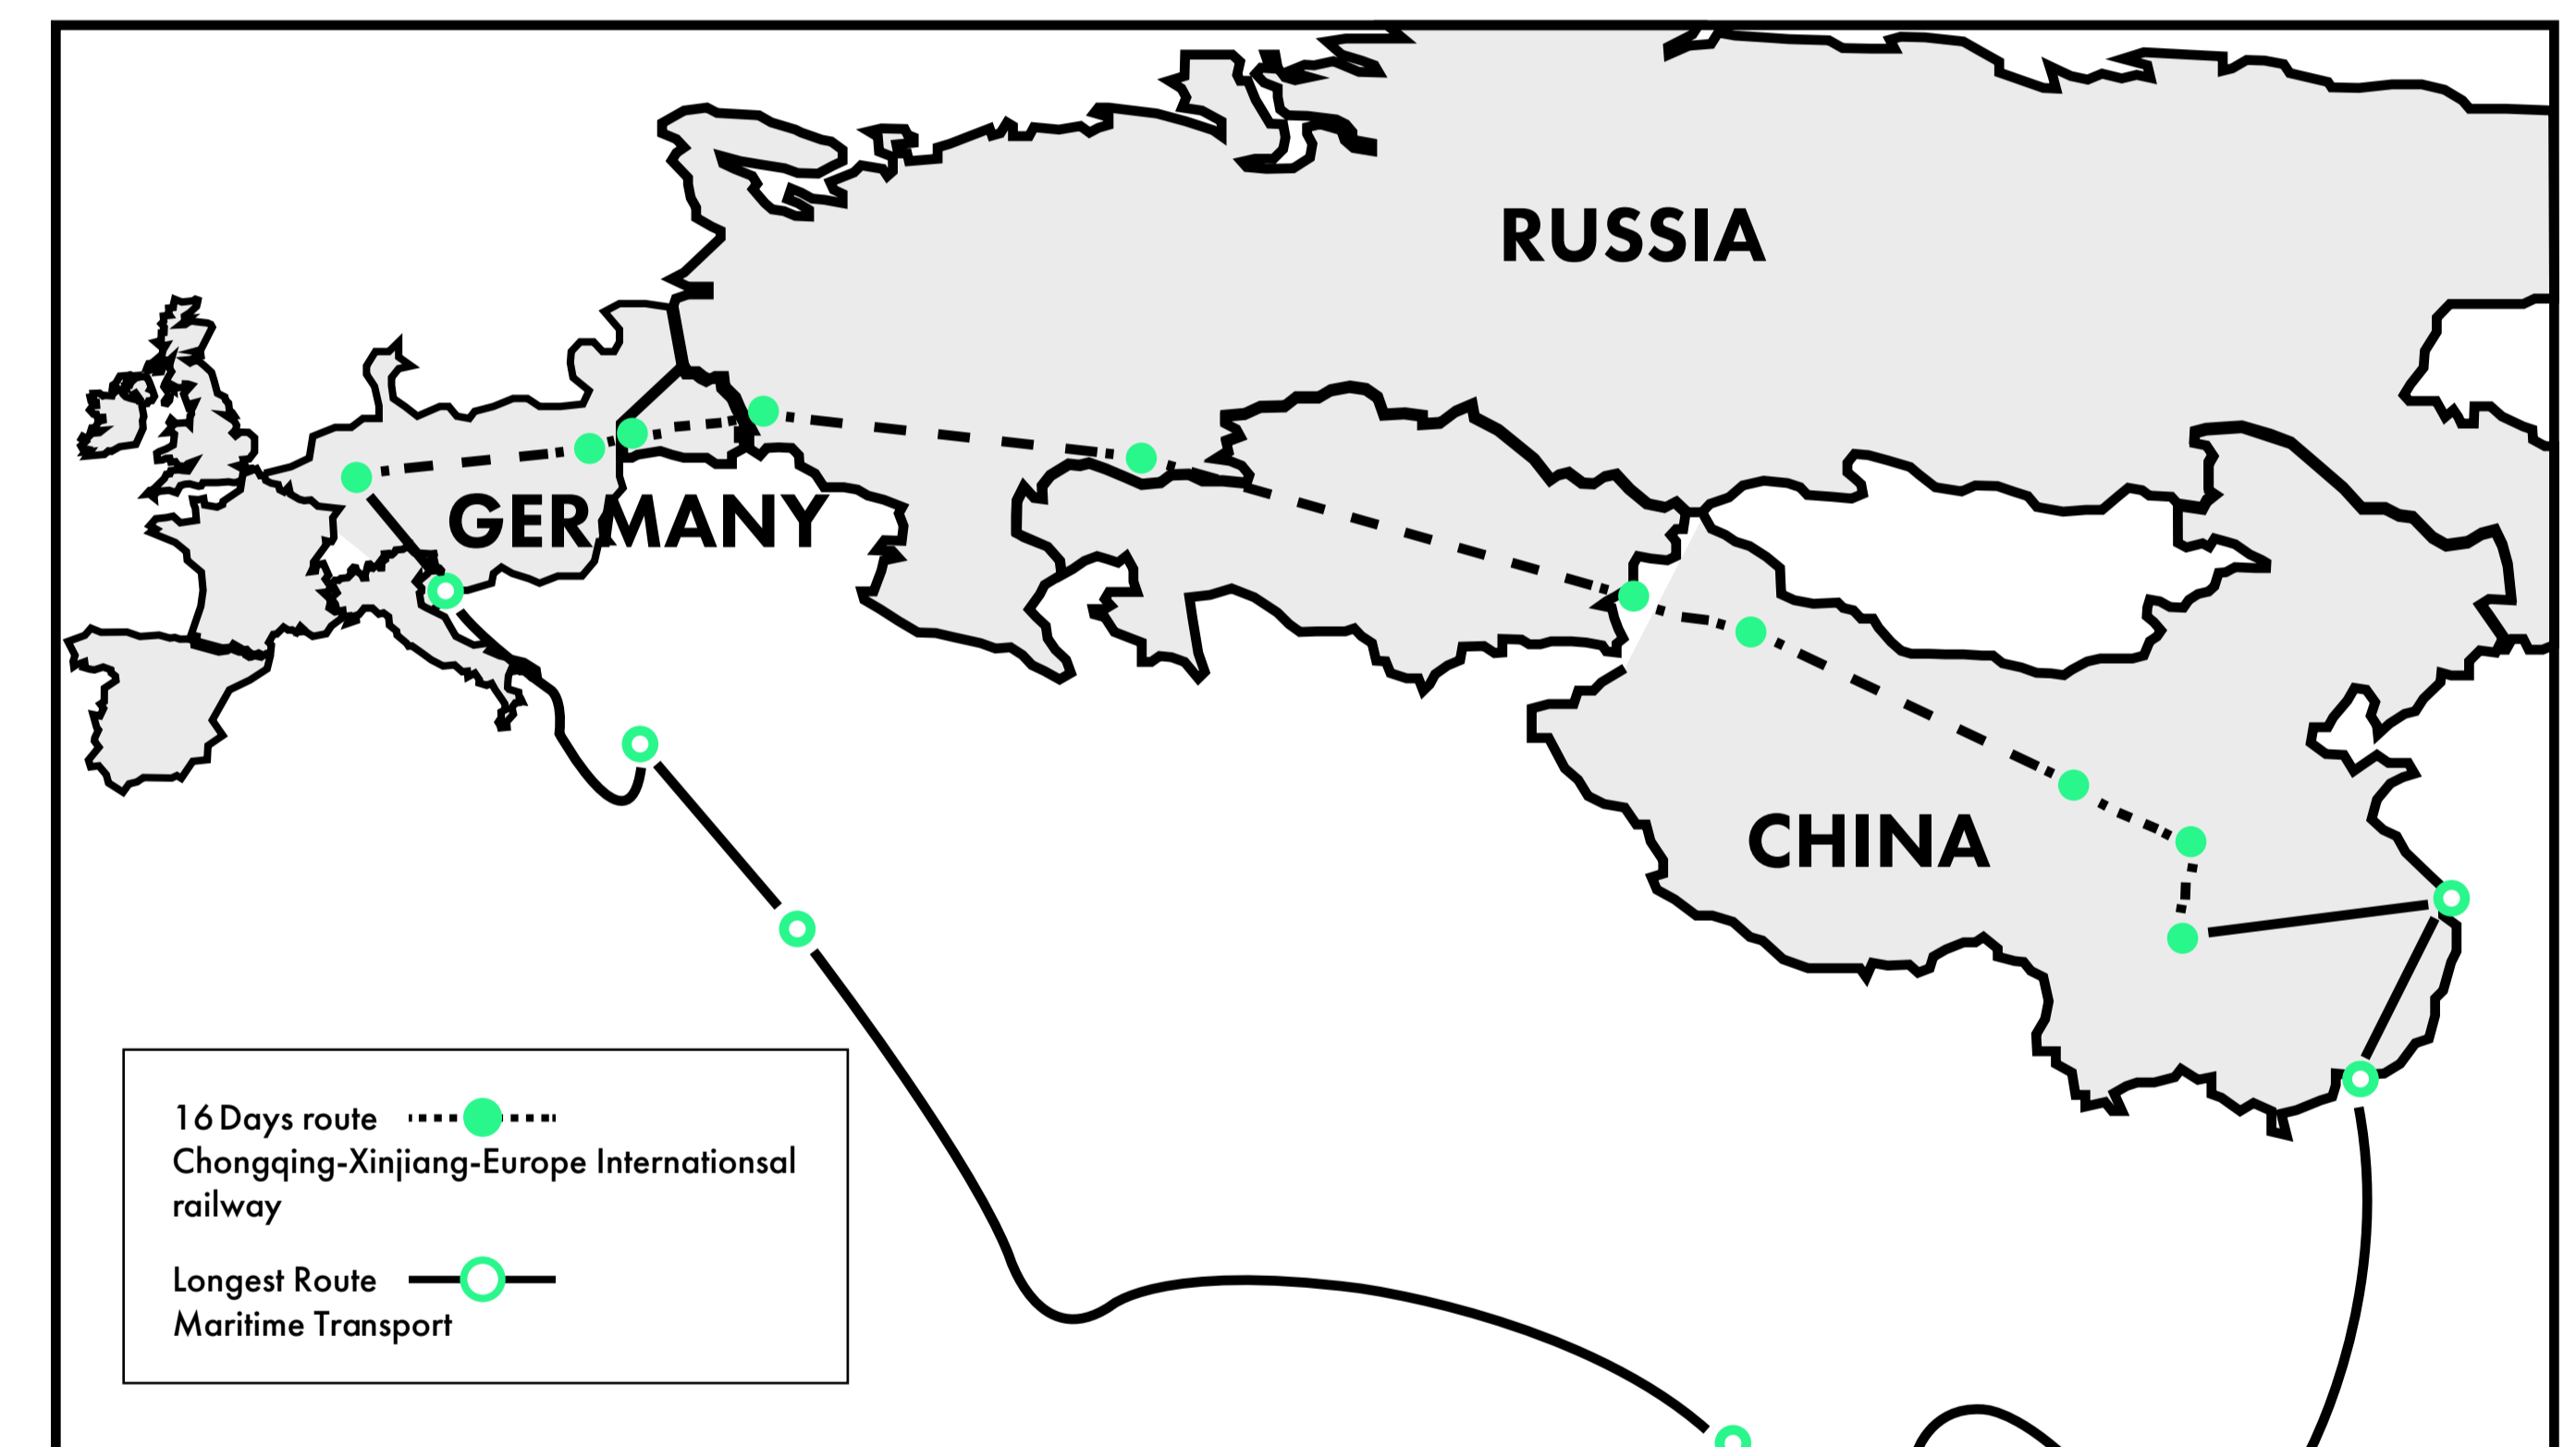 RUSSIA
GERMANY
CHINA
16 Days route
Chongqing-Xinjiang-Europe Internationsal
railway
Longest Route
Maritime Transport